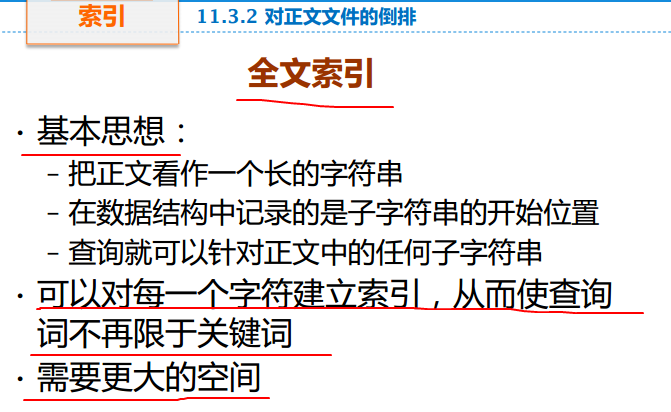 索引
11.3.2 对正文文件的倒排
全文索引
· 基本思想：
– 把正文看作一个长的字符串
– 在数据结构中记录的是子字符串的开始位置
– 查询就可以针对正文中的任何子字符串
· 可以对每一个字符建立索引，从而使查询
词不再限于关键词
· 需要更大的空间